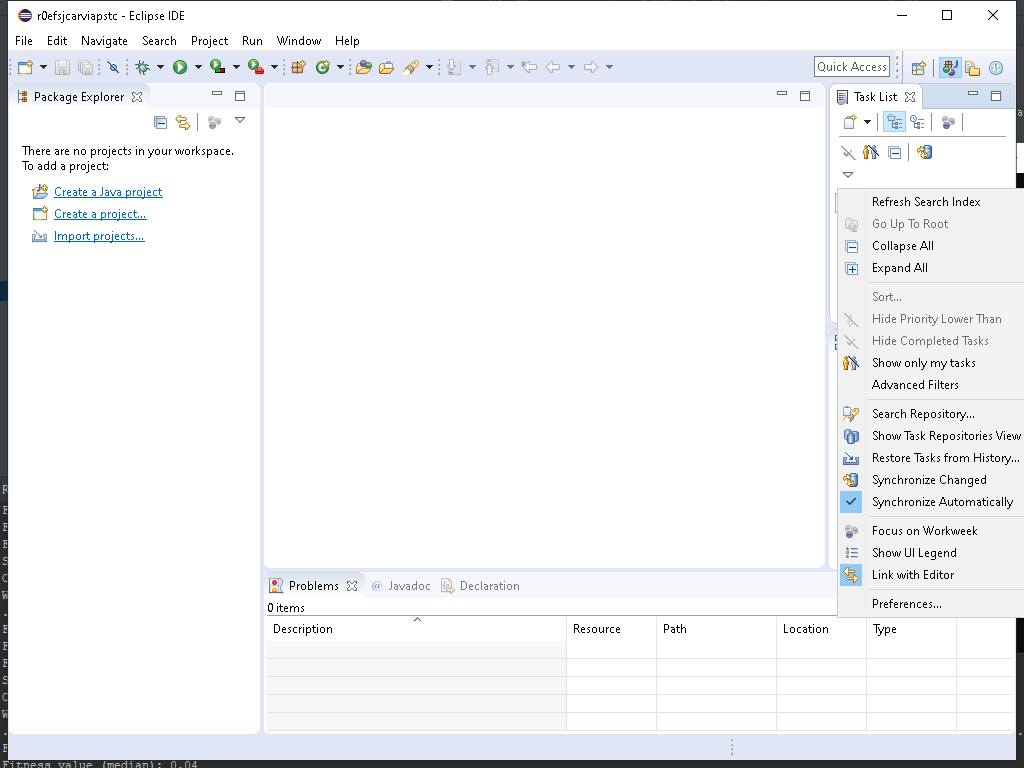 r0efsjcarviapstc - Eclipse IDE
File Edit Navigate Search Project Run Window Help
Quick Access
Package Explorer
Task List
There are no projects in your workspace.
To add a project:
Create a Java project
Create a project...
Import projects...
Refresh Search Index
Go Up To Root
Collapse All
Expand All
Sort...
Hide Priority Lower Than
Hide Completed Tasks
Show only my tasks
Advanced Filters
Search Repository...
Show Task Repositories View
Restore Tasks from History...
Synchronize Changed
Synchronize Automatically
Focus on Workweek
Show UI Legend
Link with Editor
Preferences...
Problems @ Javadoc Declaration
0 items
Description Resource Path Location Type
Fitness value (median): 0.04